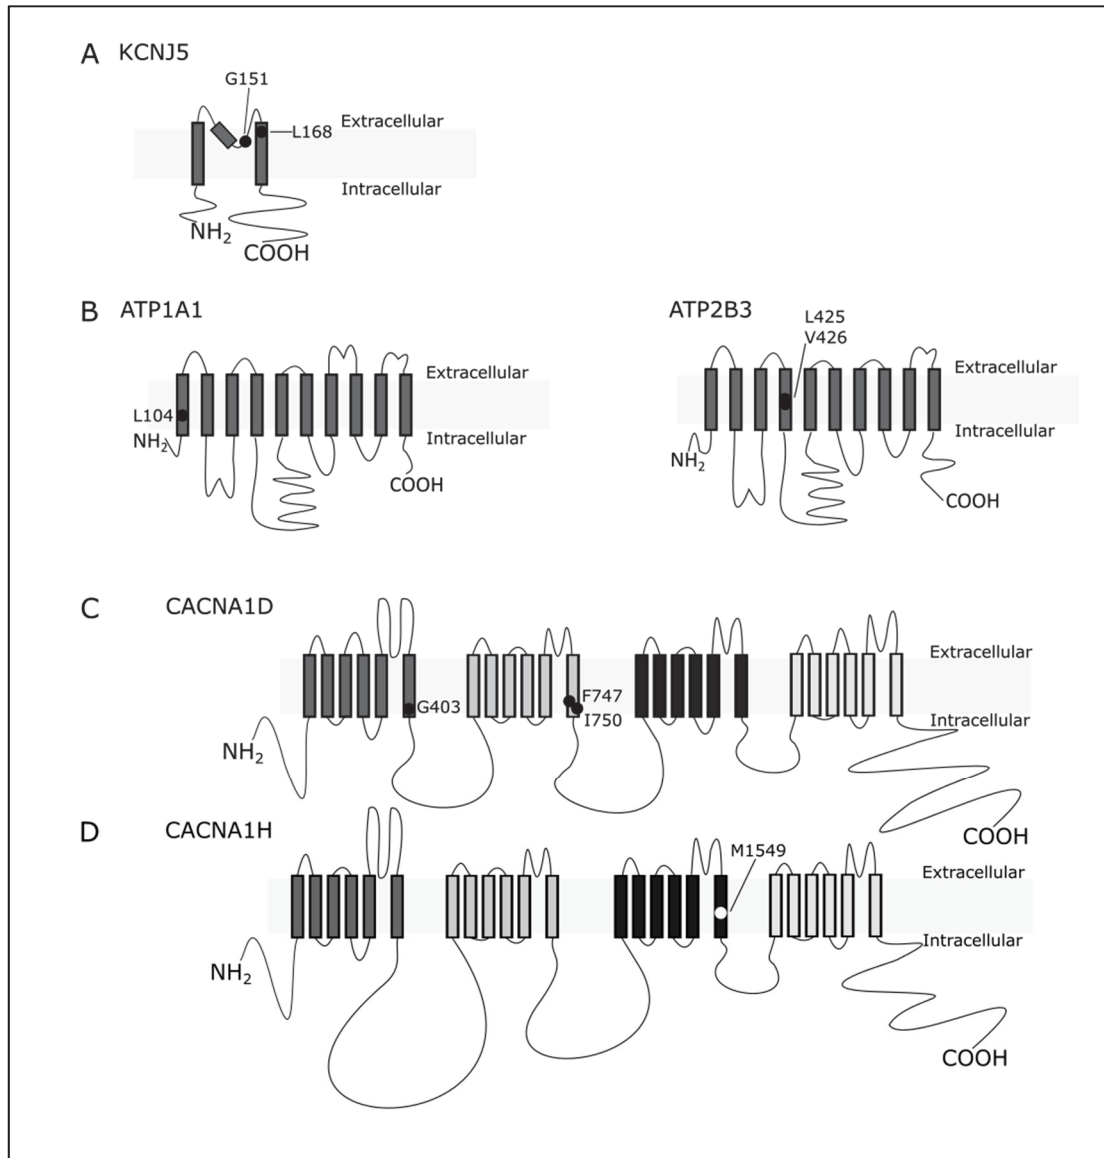 A KCNJ5
G151
Extracellular
L168
Intracellular
NH2
COOH
B ATP1A1
Extracellular
L104
NH2
Intracellular
COOH
ATP2B3
L425
V426
Extracellular
Intracellular
NH2
COOH
C CACNA1D
Extracellular
G403
F747
I750
Intracellular
NH2
COOH
D CACNA1H
M1549
Extracellular
Intracellular
NH2
COOH